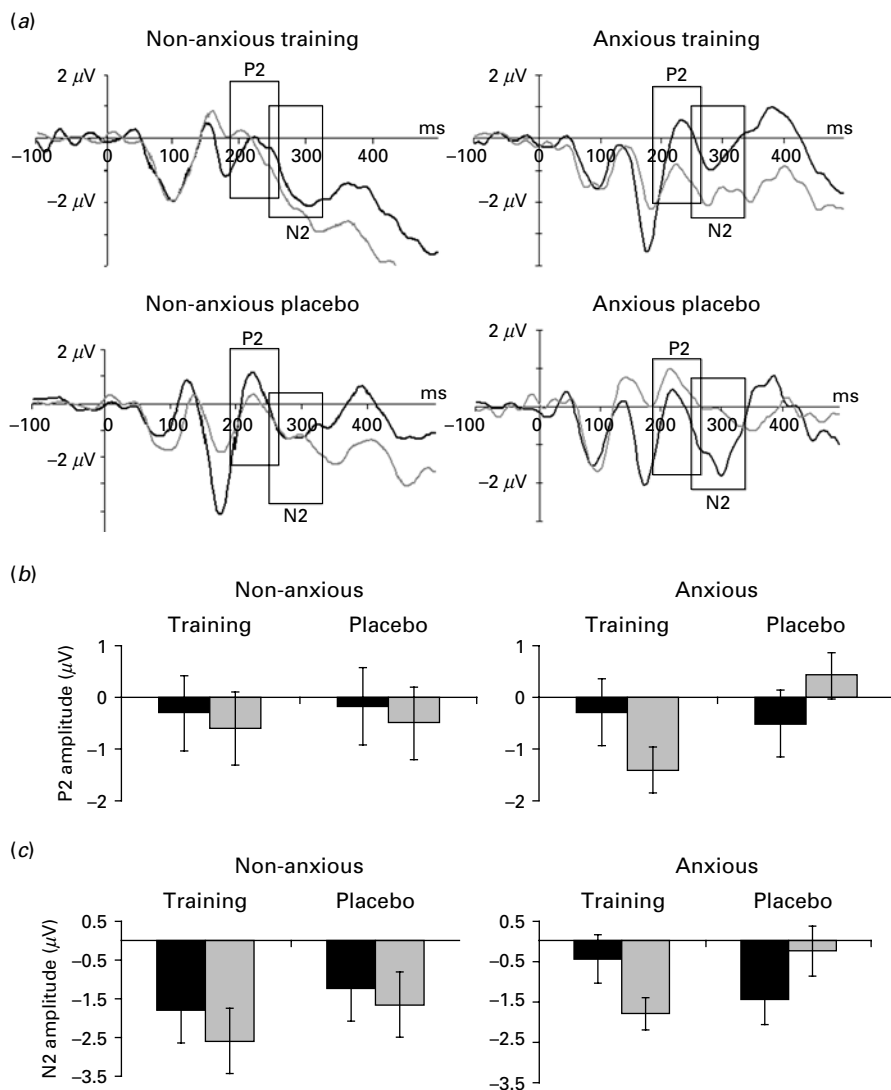 (a)
Non-anxious training
P2
2 µV
ms
−100 0 100 200 300 400
−2 µV
N2
Anxious training
P2
2 µV
ms
−100 0 100 200 300 400
−2 µV
N2
Non-anxious placebo
P2
2 µV
ms
−100 0 100 200 300 400
−2 µV
N2
Anxious placebo
P2
2 µV
ms
−100 0 100 200 300 400
−2 µV
N2
(b)
Non-anxious
Training Placebo
P2 amplitude (µV)
1
0
−1
−2
Anxious
Training Placebo
1
0
−1
−2
(c)
Non-anxious
Training Placebo
N2 amplitude (µV)
0.5
−0.5
−1.5
−2.5
−3.5
Anxious
Training Placebo
0.5
−0.5
−1.5
−2.5
−3.5